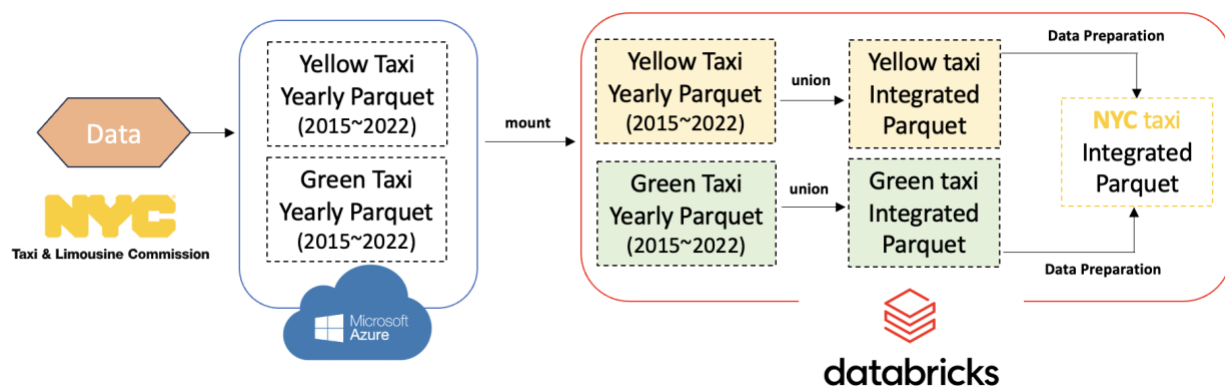 Data
NYC
Taxi & Limousine Commission
Yellow Taxi
Yearly Parquet
(2015~2022)
Green Taxi
Yearly Parquet
(2015~2022)
Microsoft
Azure
mount
Yellow Taxi
Yearly Parquet
(2015~2022)
union
Yellow taxi
Integrated
Parquet
Green Taxi
Yearly Parquet
(2015~2022)
union
Green taxi
Integrated
Parquet
Data Preparation
NYC taxi
Integrated
Parquet
Data Preparation
databricks